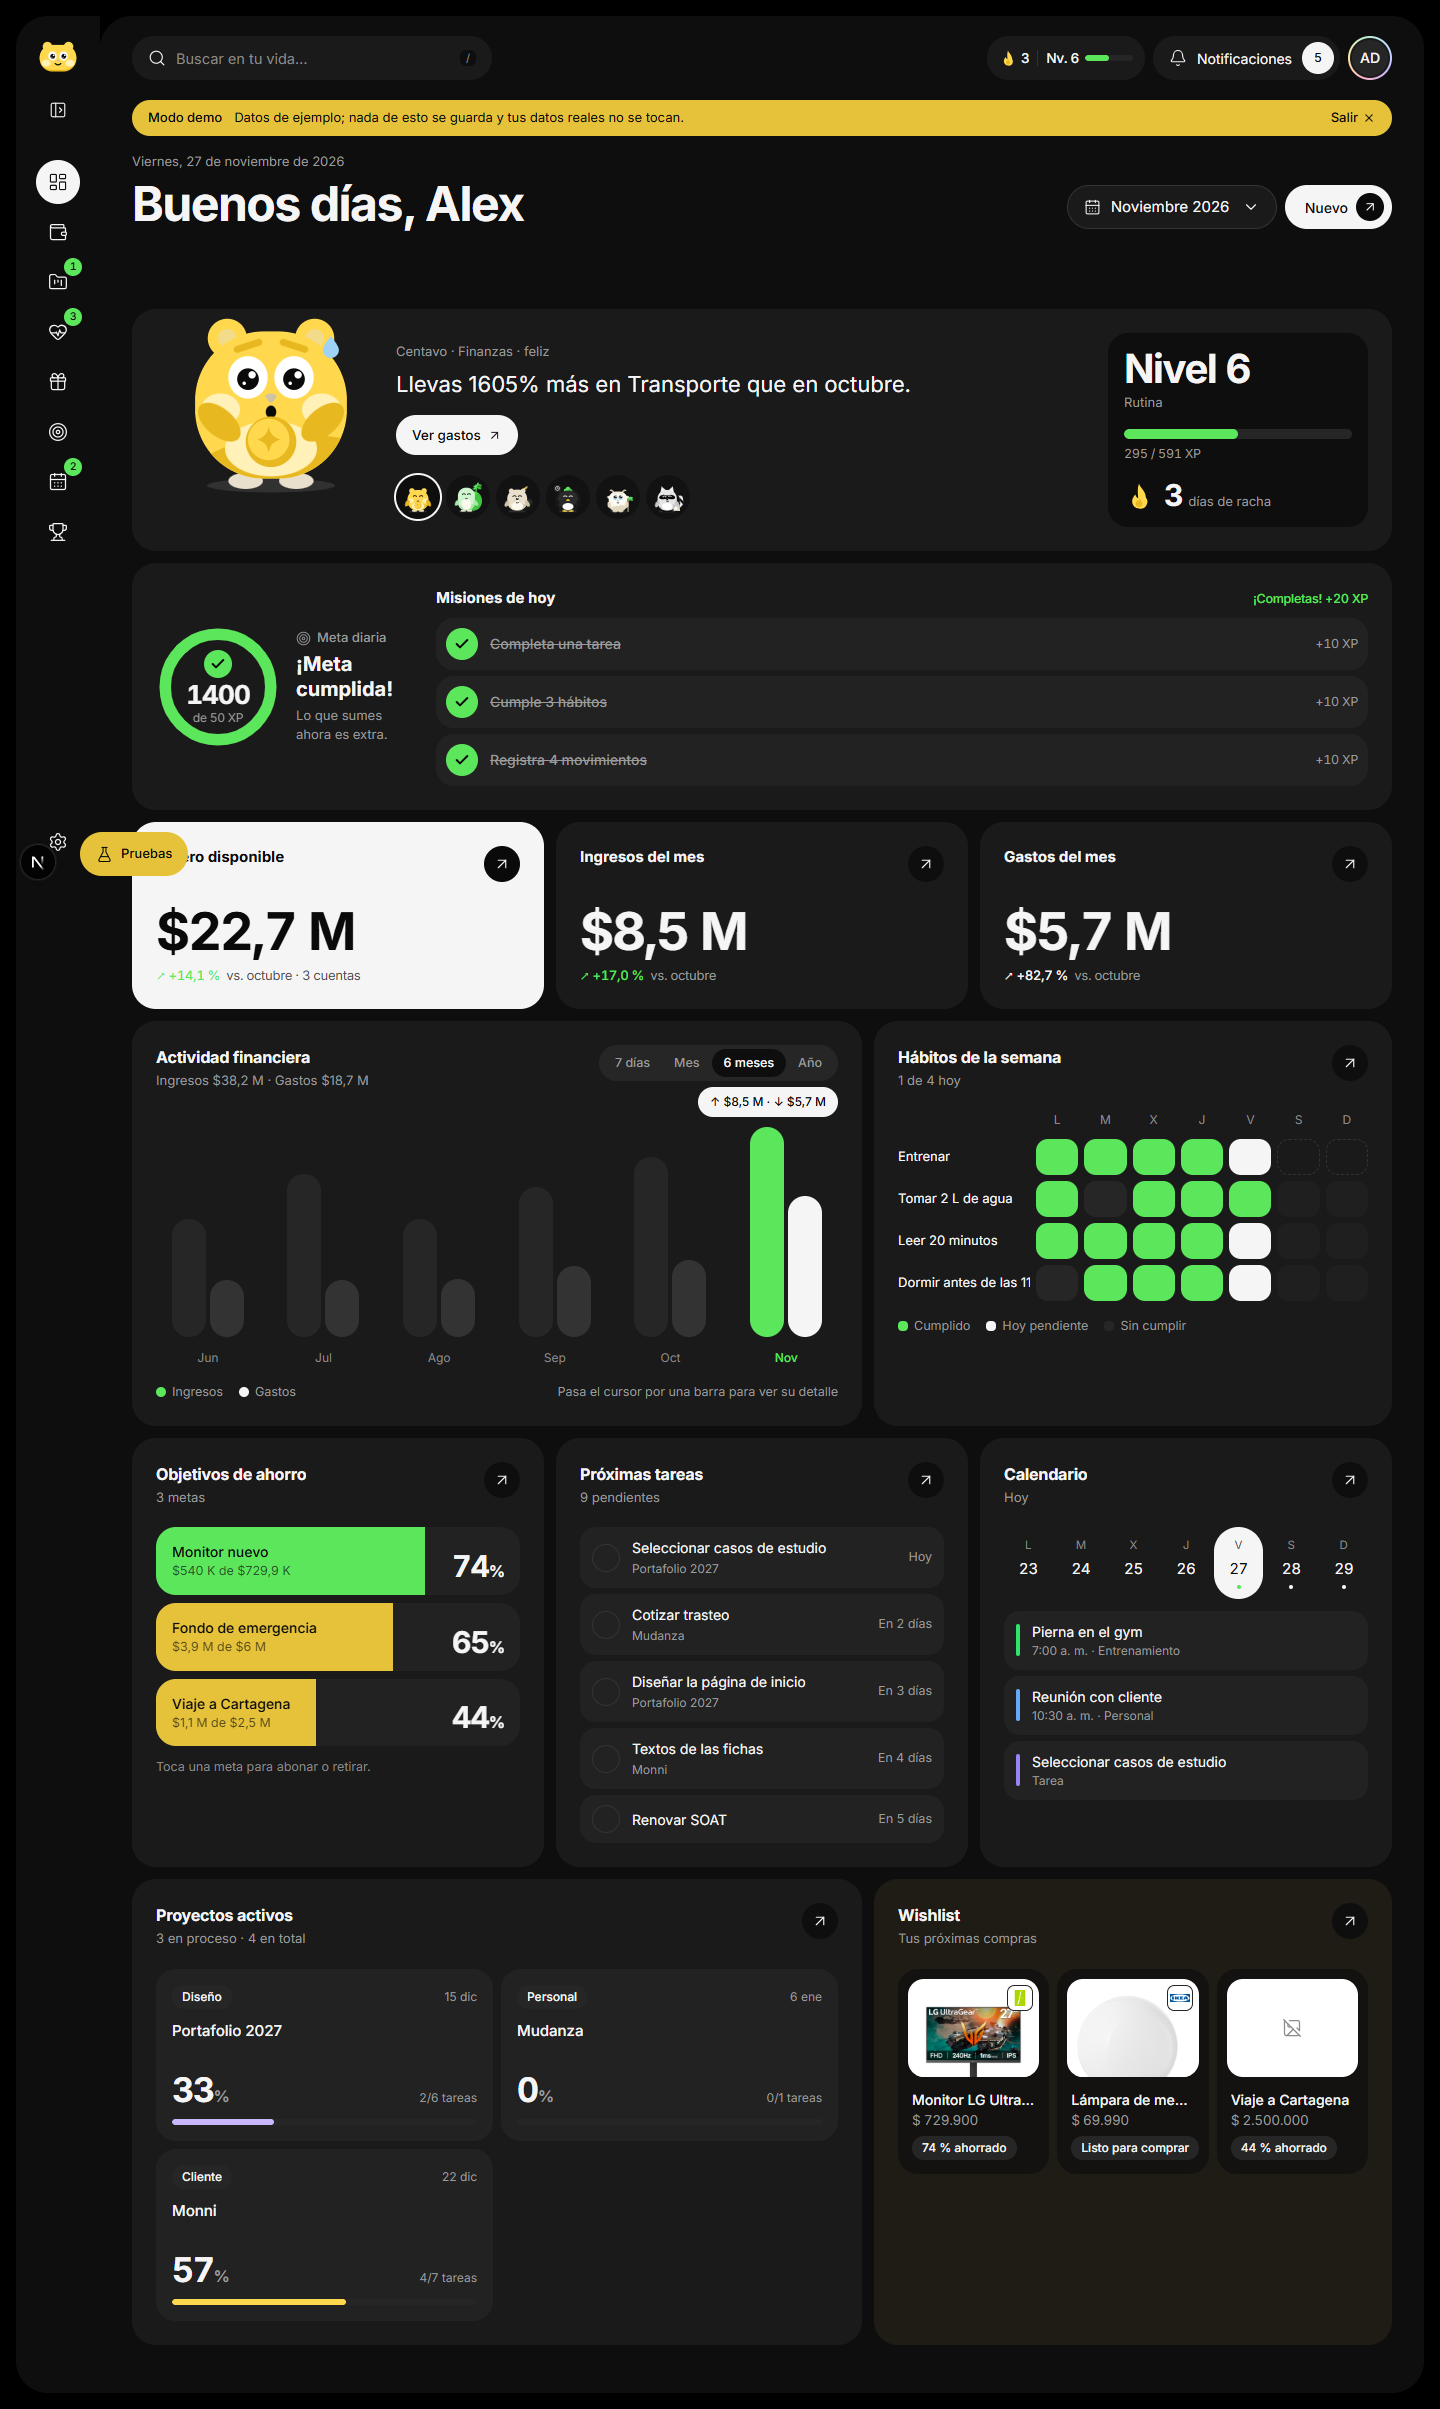 Buscar en tu vida...
/
3
Nv. 6
Notificaciones
5
AD
Modo demo
Datos de ejemplo; nada de esto se guarda y tus datos reales no se tocan.
Salir
Viernes, 27 de noviembre de 2026
Buenos días, Alex
Noviembre 2026
Nuevo
1
3
2
Centavo · Finanzas · feliz
Llevas 1605% más en Transporte que en octubre.
Ver gastos
Nivel 6
Rutina
295 / 591 XP
3 días de racha
1400
de 50 XP
Meta diaria
¡Meta
cumplida!
Lo que sumes
ahora es extra.
Misiones de hoy
¡Completas! +20 XP
Completa una tarea
+10 XP
Cumple 3 hábitos
+10 XP
Registra 4 movimientos
+10 XP
N
Pruebas
ero disponible
$22,7 M
+14,1 % vs. octubre · 3 cuentas
Ingresos del mes
$8,5 M
+17,0 % vs. octubre
Gastos del mes
$5,7 M
+82,7 % vs. octubre
Actividad financiera
Ingresos $38,2 M · Gastos $18,7 M
7 días
Mes
6 meses
Año
↑ $8,5 M · ↓ $5,7 M
Jun
Jul
Ago
Sep
Oct
Nov
Ingresos
Gastos
Pasa el cursor por una barra para ver su detalle
Hábitos de la semana
1 de 4 hoy
L M X J V S D
Entrenar
Tomar 2 L de agua
Leer 20 minutos
Dormir antes de las 11
Cumplido
Hoy pendiente
Sin cumplir
Objetivos de ahorro
3 metas
Monitor nuevo
$540 K de $729,9 K
74%
Fondo de emergencia
$3,9 M de $6 M
65%
Viaje a Cartagena
$1,1 M de $2,5 M
44%
Toca una meta para abonar o retirar.
Próximas tareas
9 pendientes
Seleccionar casos de estudio
Portafolio 2027
Hoy
Cotizar trasteo
Mudanza
En 2 días
Diseñar la página de inicio
Portafolio 2027
En 3 días
Textos de las fichas
Monni
En 4 días
Renovar SOAT
En 5 días
Calendario
Hoy
L M X J V S D
23 24 25 26 27 28 29
Pierna en el gym
7:00 a. m. · Entrenamiento
Reunión con cliente
10:30 a. m. · Personal
Seleccionar casos de estudio
Tarea
Proyectos activos
3 en proceso · 4 en total
Diseño
15 dic
Portafolio 2027
33%
2/6 tareas
Personal
6 ene
Mudanza
0%
0/1 tareas
Cliente
22 dic
Monni
57%
4/7 tareas
Wishlist
Tus próximas compras
LG UltraGear
27
FHD 240Hz 1ms IPS
Monitor LG Ultra...
$ 729.900
74 % ahorrado
IKEA
Lámpara de me...
$ 69.990
Listo para comprar
Viaje a Cartagena
$ 2.500.000
44 % ahorrado